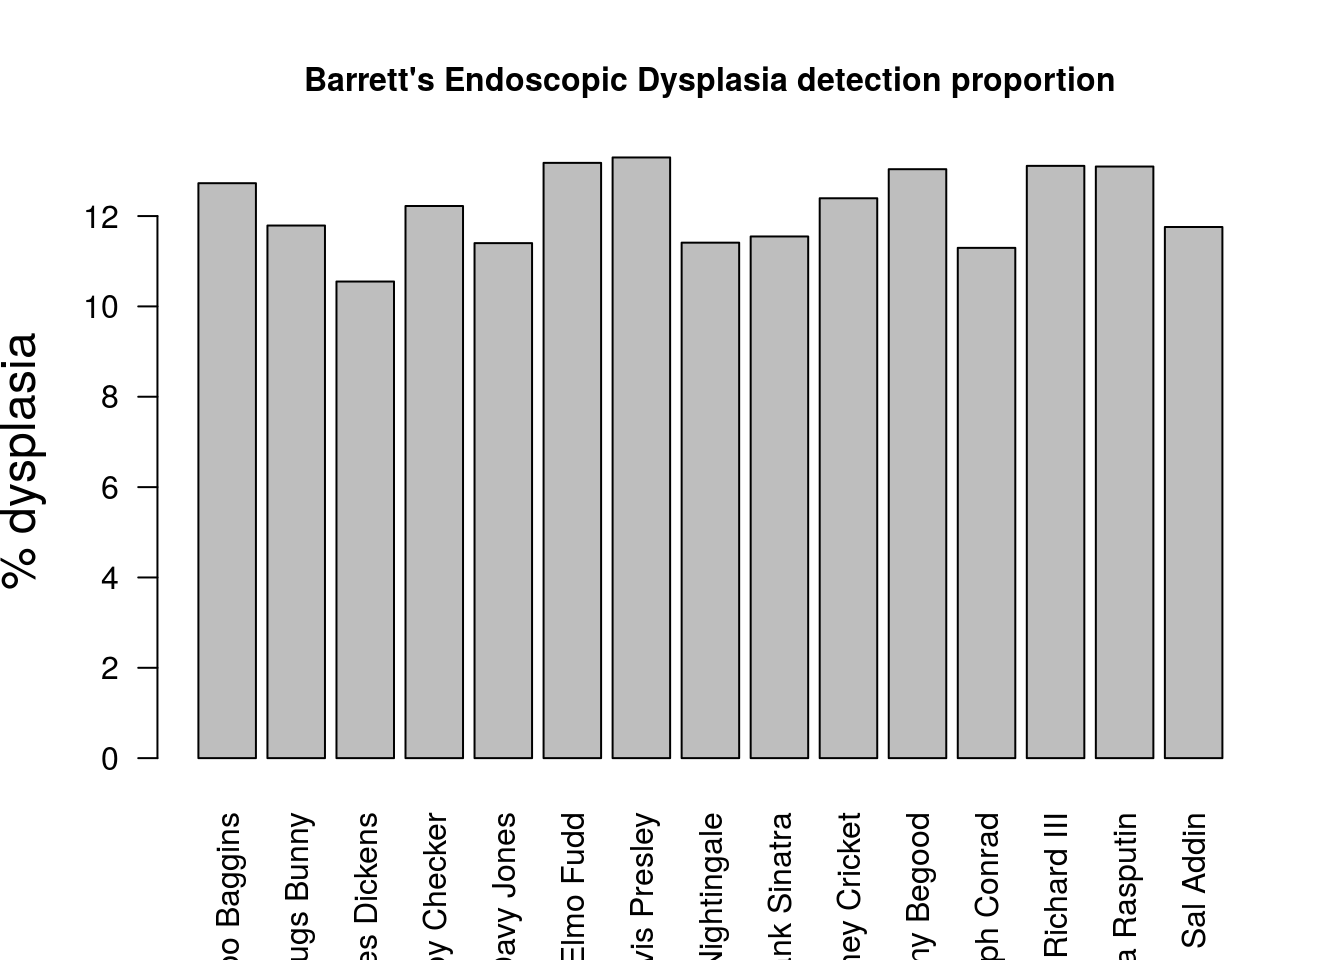 Barrett's Endoscopic Dysplasia detection proportion
% dysplasia
12
10
8
6
4
2
0
Baggins
Bunny
Dickens
Checker
Davy Jones
Elmo Fudd
Presley
Nightingale
Sinatra
Cricket
Begood
Conrad
Richard III
Rasputin
Sal Addin